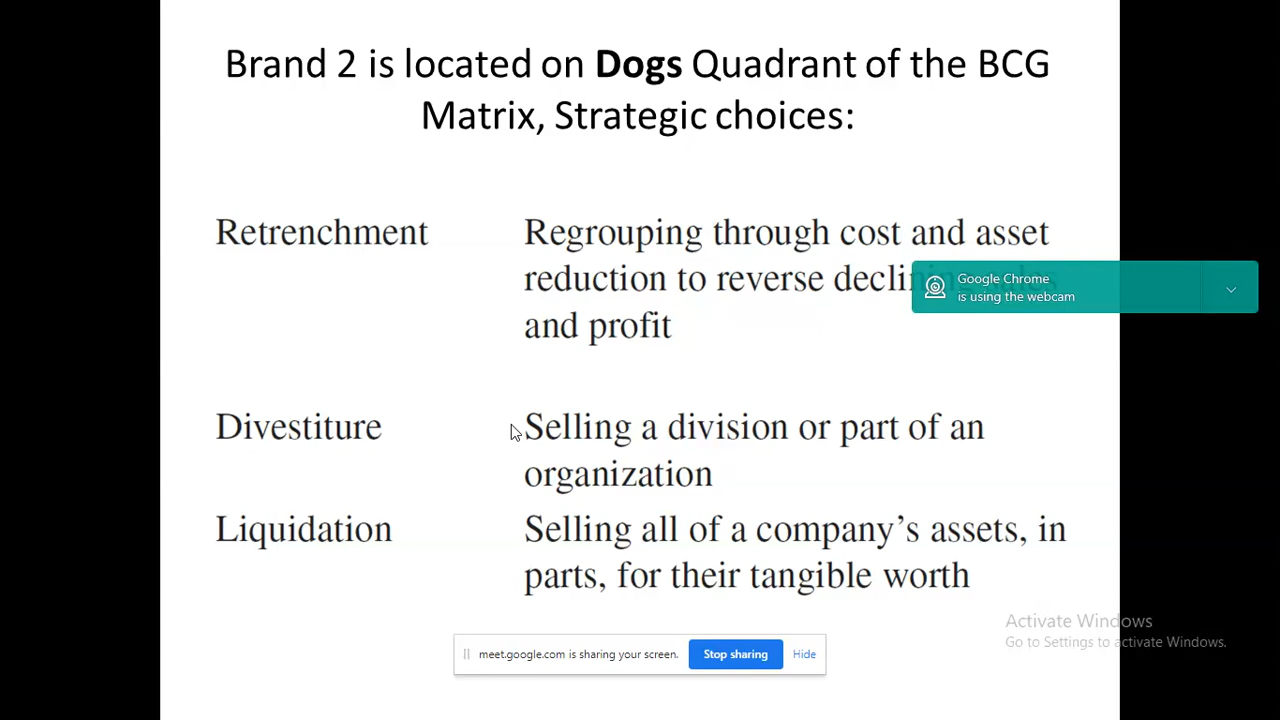 Brand 2 is located on Dogs Quadrant of the BCG
Matrix, Strategic choices:
Retrenchment
Regrouping through cost and asset
reduction to reverse declining sales
and profit
Google Chrome
is using the webcam
Divestiture
Selling a division or part of an
organization
Liquidation
Selling all of a company's assets, in
parts, for their tangible worth
Activate Windows
Go to Settings to activate Windows.
meet.google.com is sharing your screen.
Stop sharing
Hide